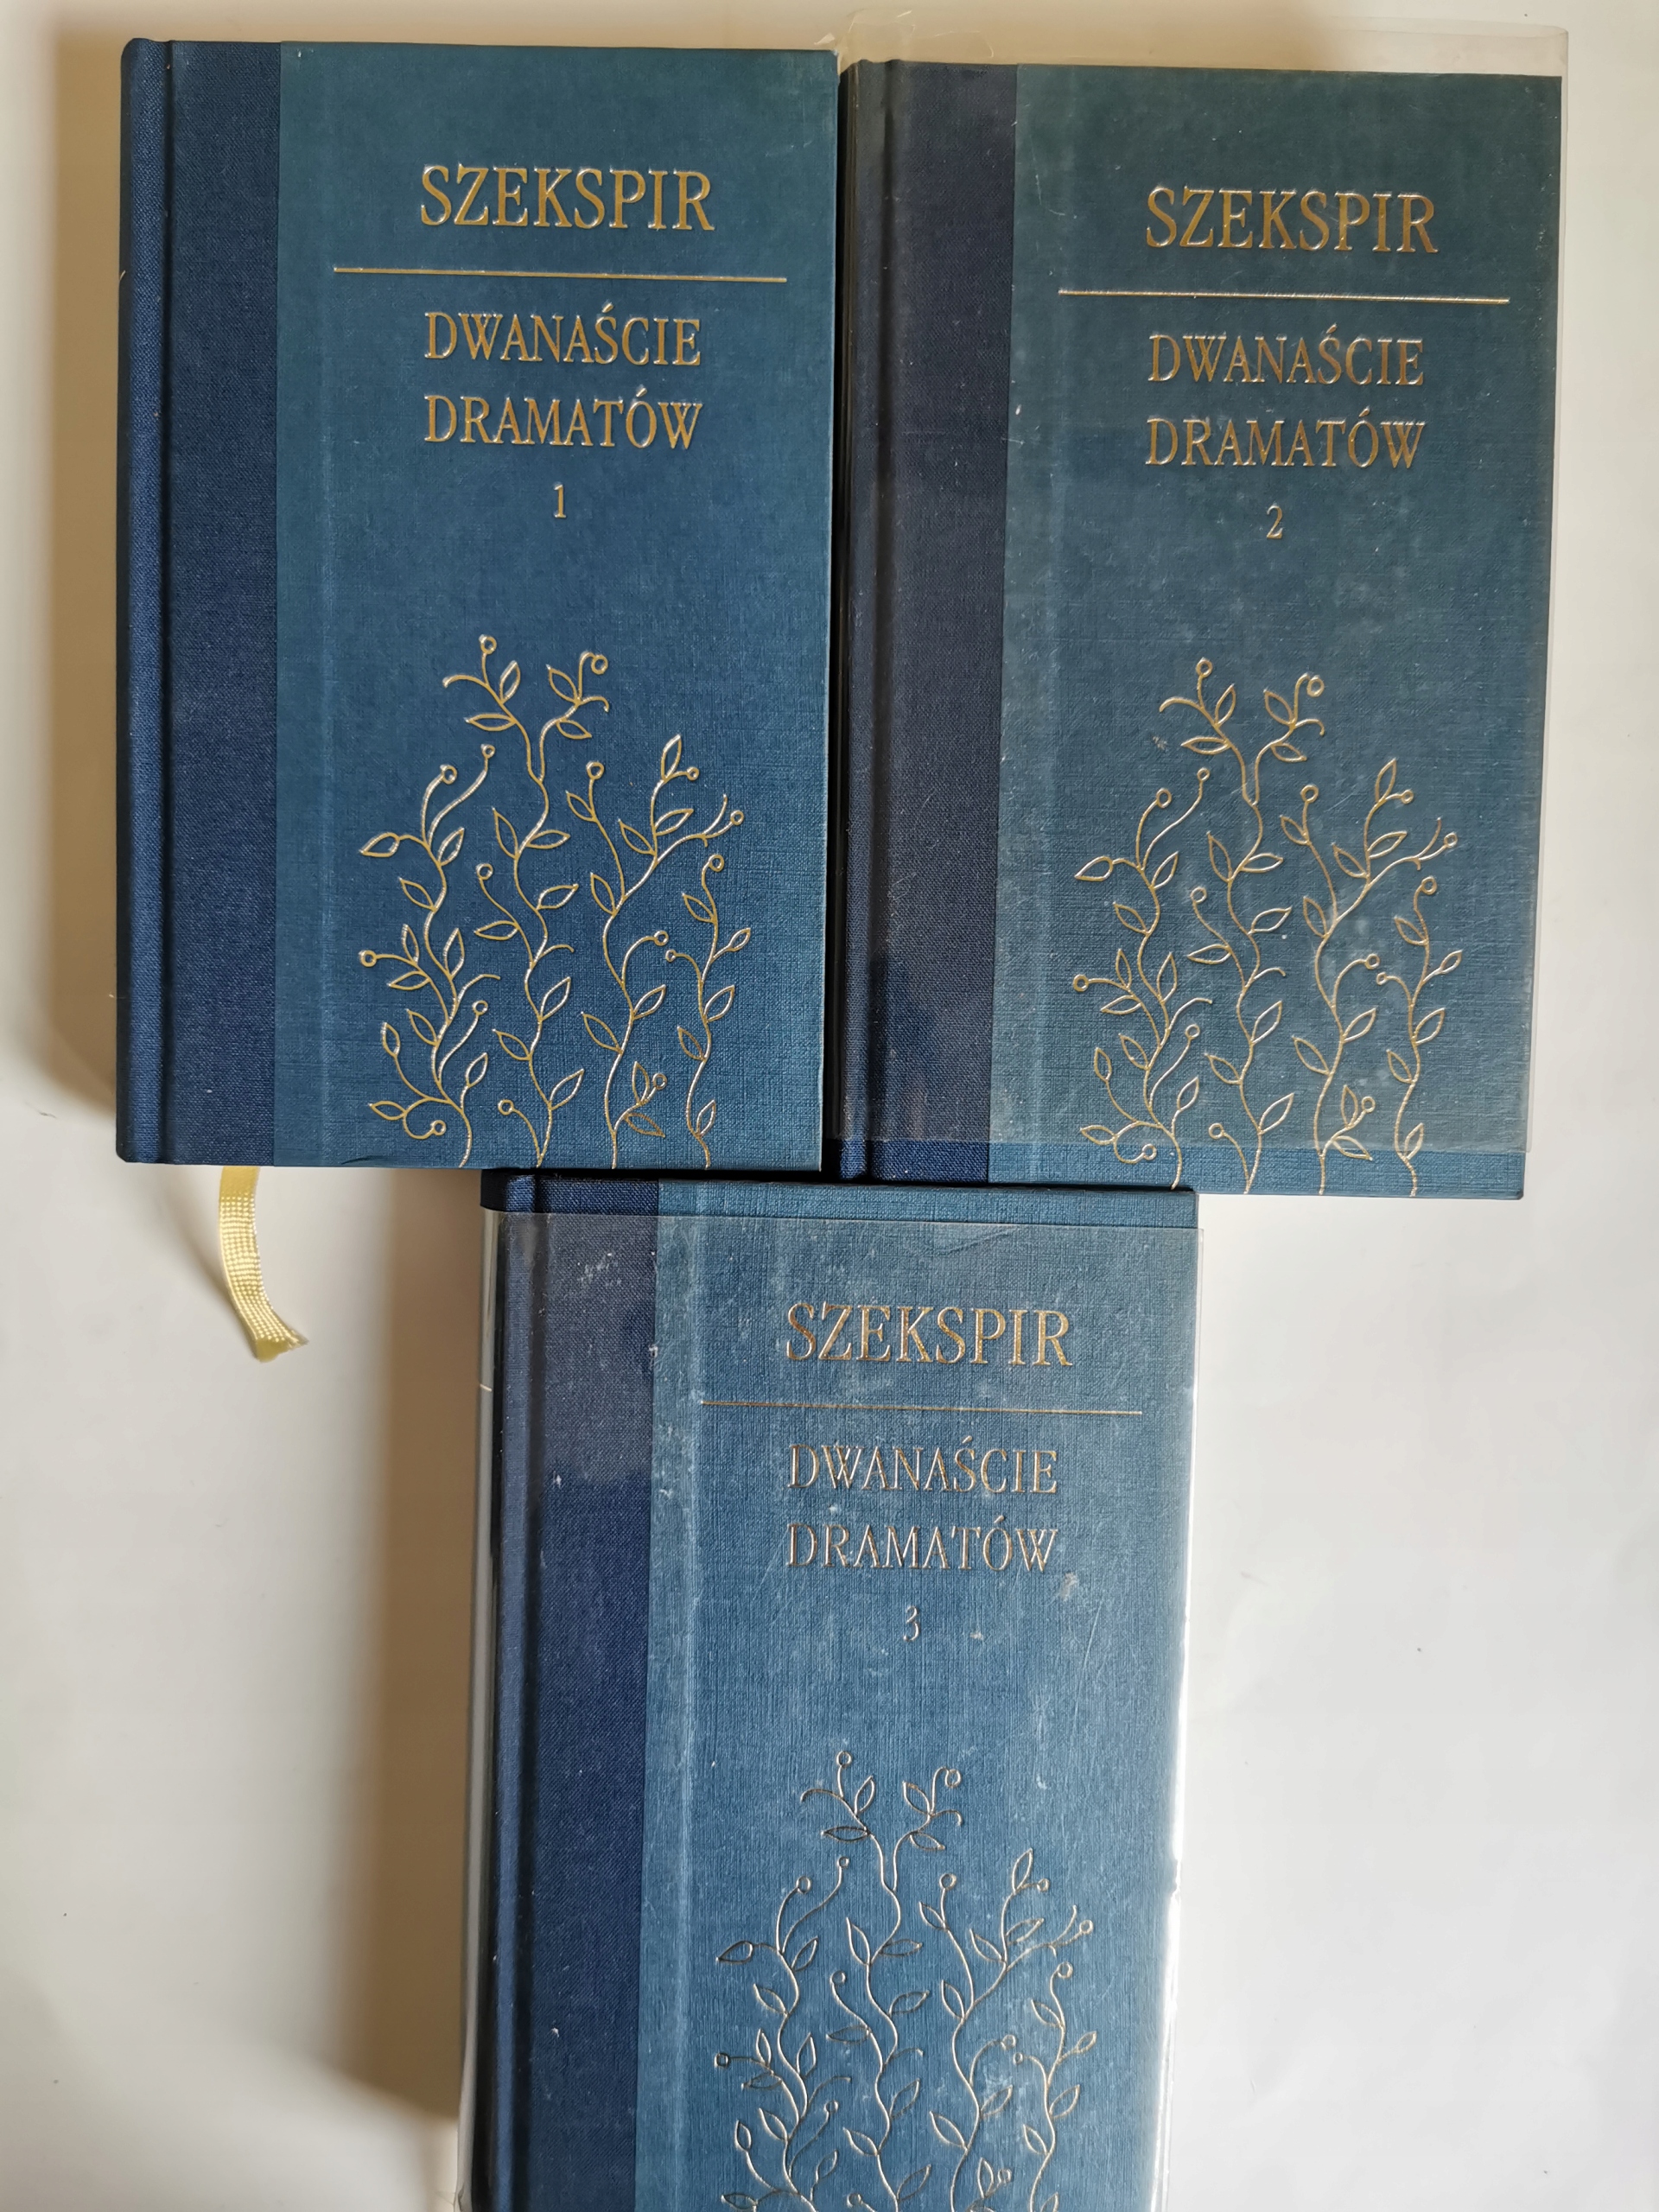 SZEKSPIR
DWANAŚCIE
DRAMATÓW
1
SZEKSPIR
DWANAŚCIE
DRAMATÓW
2
SZEKSPIR
DWANAŚCIE
DRAMATÓW
3